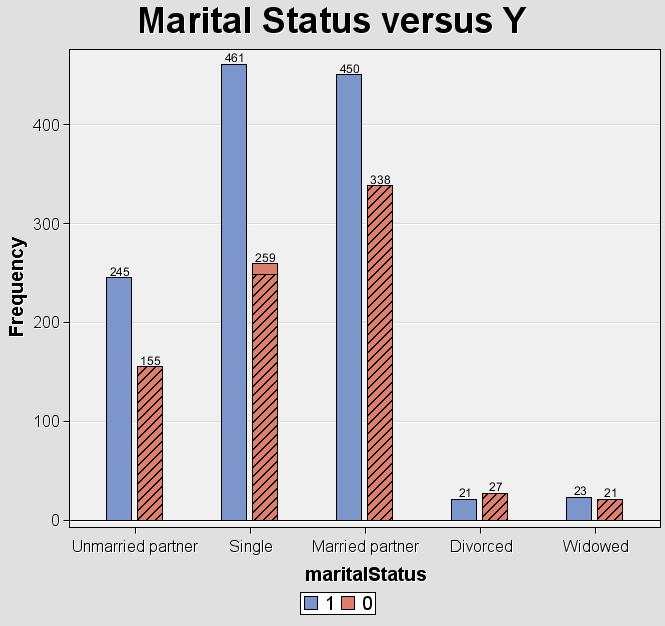 Marital Status versus Y
461
450
400
338
300
259
245
200
155
100
21
27
23
21
0
Frequency
Unmarried partner
Single
Married partner
Divorced
Widowed
maritalStatus
1 0